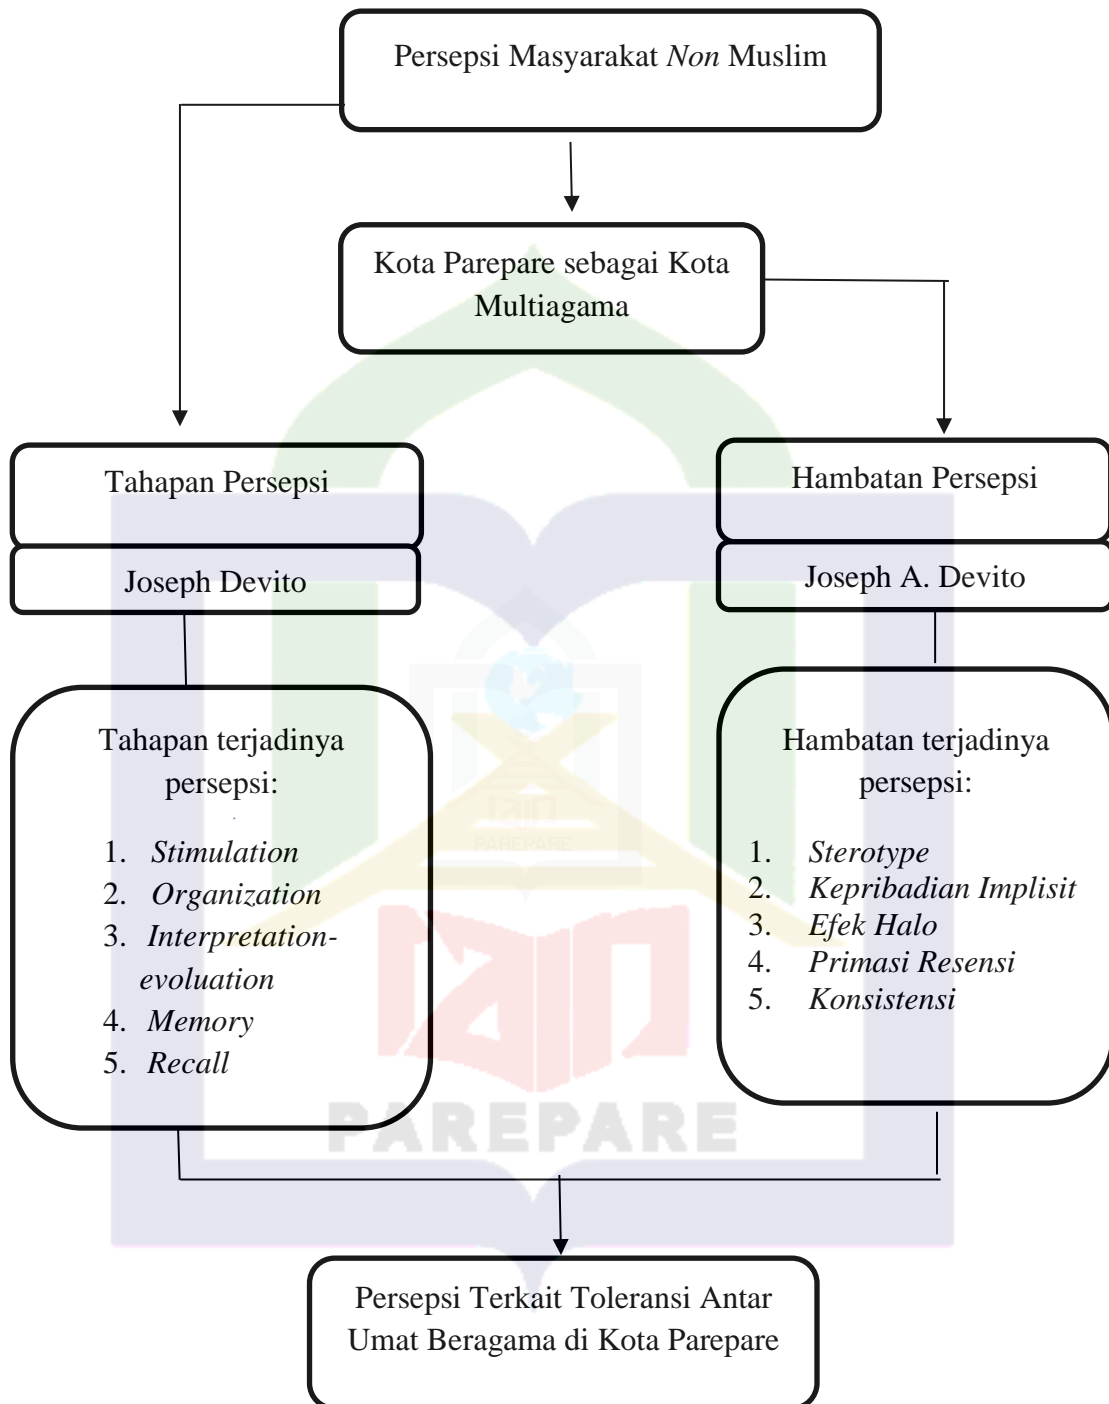 Persepsi Masyarakat Non Muslim
Kota Parepare sebagai Kota
Multiagama
Tahapan Persepsi
Joseph Devito
Hambatan Persepsi
Joseph A. Devito
Tahapan terjadinya
persepsi:
1. Stimulation
2. Organization
3. Interpretation-
evoluation
4. Memory
5. Recall
Hambatan terjadinya
persepsi:
1. Sterotype
2. Kepribadian Implisit
3. Efek Halo
4. Primasi Resensi
5. Konsistensi
iain
PAREPARE
iain
PAREPARE
Persepsi Terkait Toleransi Antar
Umat Beragama di Kota Parepare